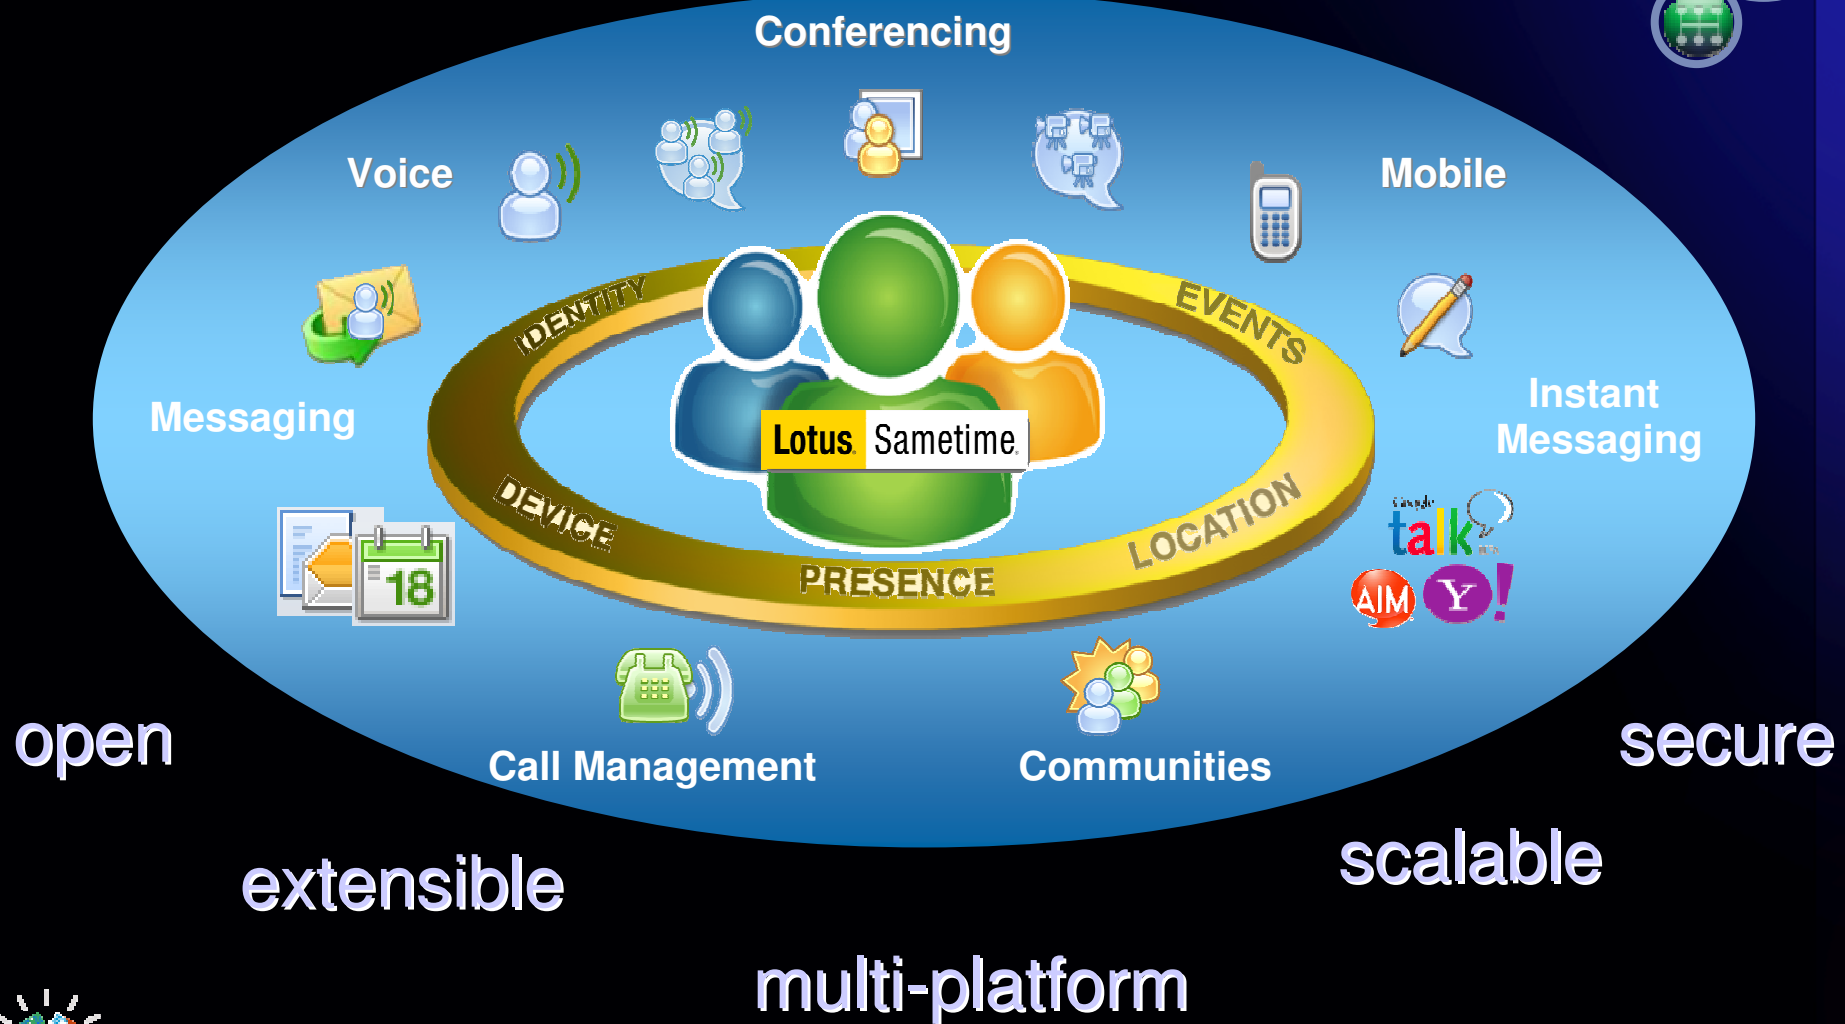 Conferencing
Voice
Mobile
IDENTITY
EVENTS
Messaging
Instant
Messaging
Lotus. Sametime.
DEVICE
LOCATION
PRESENCE
18
Google
talk
AIM
Y!
Call Management
Communities
open
secure
extensible
scalable
multi-platform